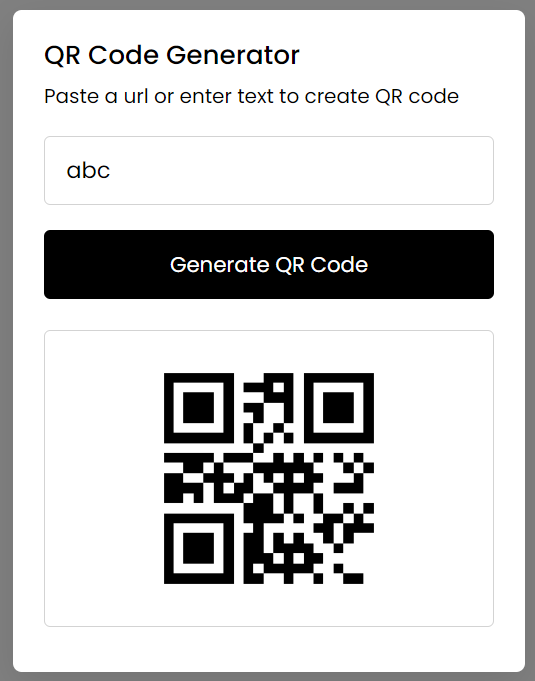 QR Code Generator
Paste a url or enter text to create QR code
abc
Generate QR Code